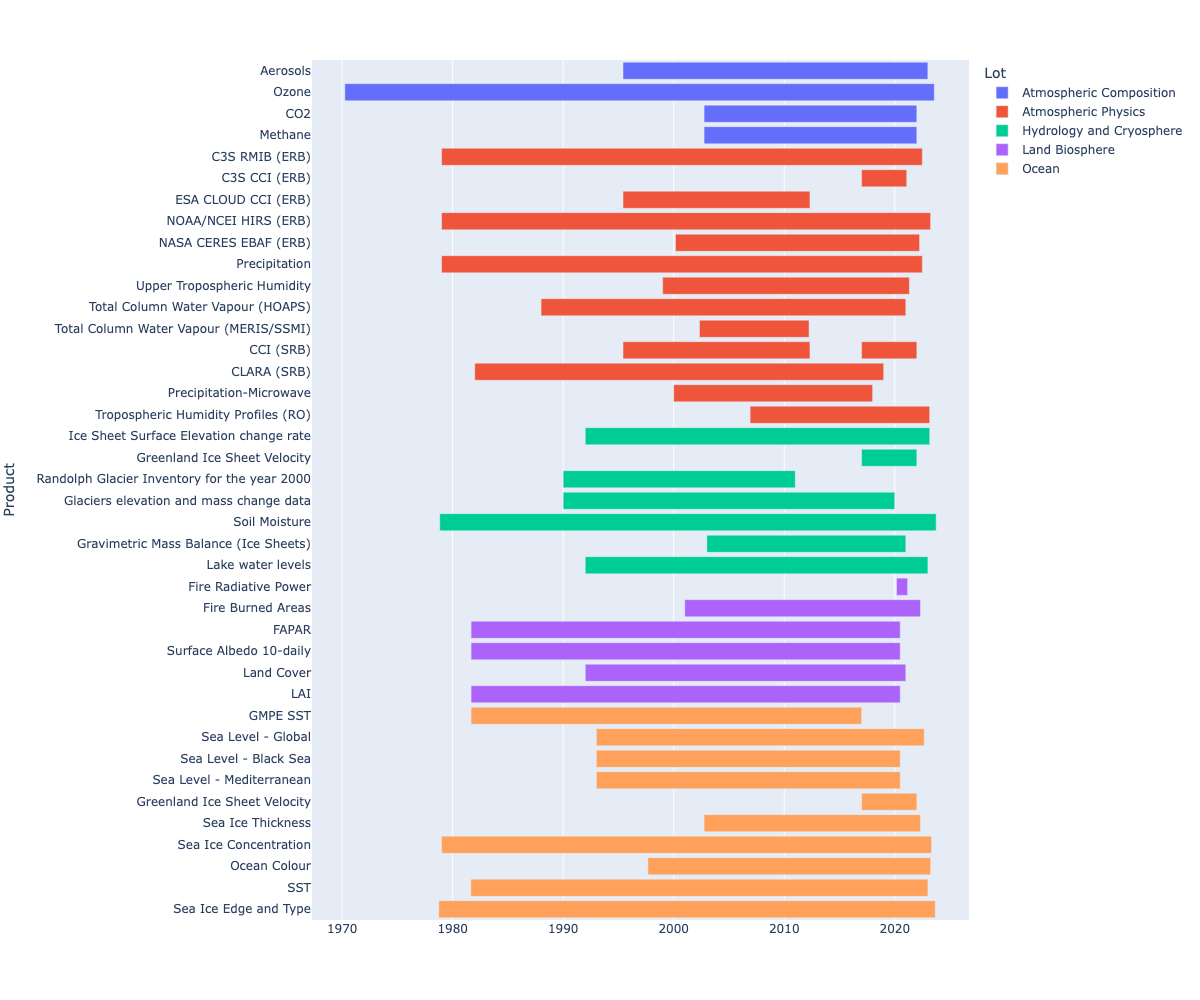 Lot
Atmospheric Composition
Atmospheric Physics
Hydrology and Cryosphere
Land Biosphere
Ocean
Product
Aerosols
Ozone
CO2
Methane
C3S RMIB (ERB)
C3S CCI (ERB)
ESA CLOUD CCI (ERB)
NOAA/NCEI HIRS (ERB)
NASA CERES EBAF (ERB)
Precipitation
Upper Tropospheric Humidity
Total Column Water Vapour (HOAPS)
Total Column Water Vapour (MERIS/SSMI)
CCI (SRB)
CLARA (SRB)
Precipitation-Microwave
Tropospheric Humidity Profiles (RO)
Ice Sheet Surface Elevation change rate
Greenland Ice Sheet Velocity
Randolph Glacier Inventory for the year 2000
Glaciers elevation and mass change data
Soil Moisture
Gravimetric Mass Balance (Ice Sheets)
Lake water levels
Fire Radiative Power
Fire Burned Areas
FAPAR
Surface Albedo 10-daily
Land Cover
LAI
GMPE SST
Sea Level - Global
Sea Level - Black Sea
Sea Level - Mediterranean
Greenland Ice Sheet Velocity
Sea Ice Thickness
Sea Ice Concentration
Ocean Colour
SST
Sea Ice Edge and Type
1970 1980 1990 2000 2010 2020